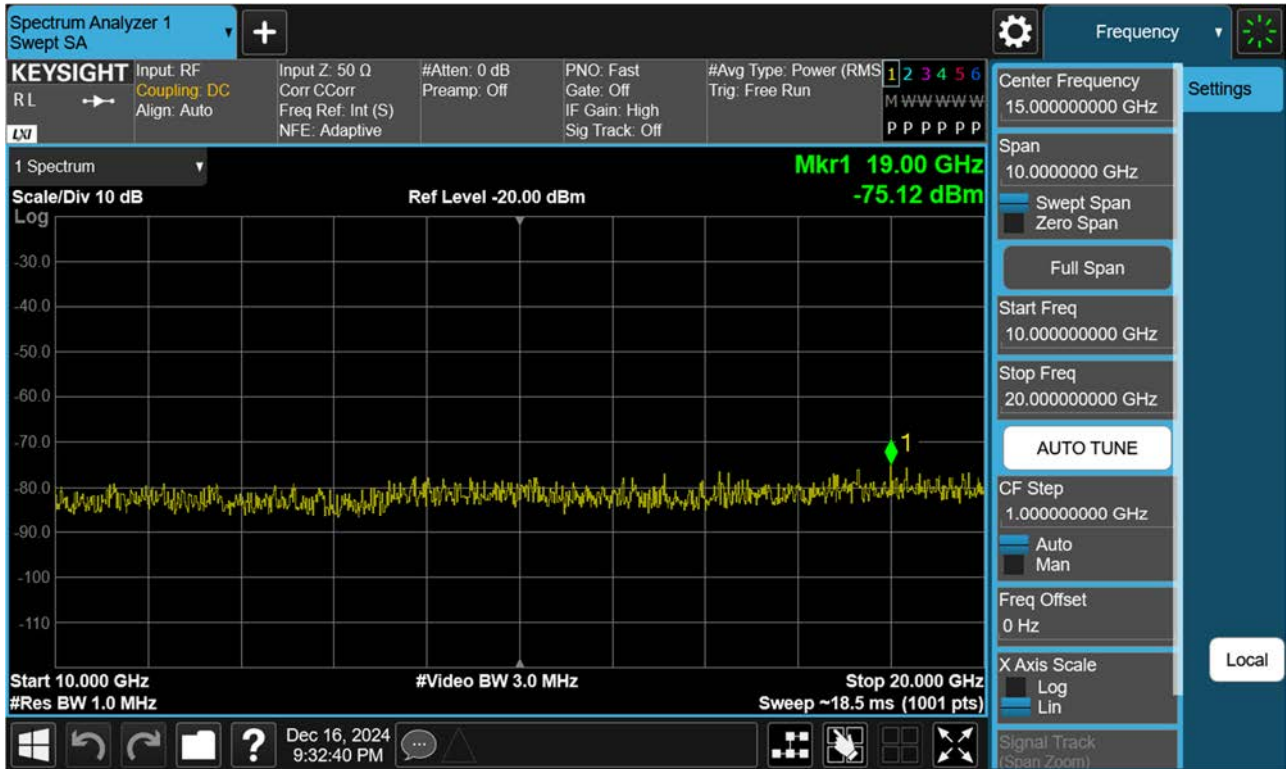 Spectrum Analyzer 1
Swept SA
+
Frequency
KEYSIGHT
RL
LXI
Input: RF
Coupling: DC
Align: Auto
Input Z: 50 Ω
Corr CCorr
Freq Ref: Int (S)
NFE: Adaptive
#Atten: 0 dB
Preamp: Off
PNO: Fast
Gate: Off
IF Gain: High
Sig Track: Off
#Avg Type: Power (RMS
Trig: Free Run
1 2 3 4 5 6
M W W W W W
P P P P P P
1 Spectrum
Mkr1 19.00 GHz
Scale/Div 10 dB
Ref Level -20.00 dBm
-75.12 dBm
Log
-30.0
-40.0
-50.0
-60.0
-70.0
-80.0
-90.0
-100
-110
1
Start 10.000 GHz
#Video BW 3.0 MHz
Stop 20.000 GHz
#Res BW 1.0 MHz
Sweep ~18.5 ms (1001 pts)
Center Frequency
15.000000000 GHz
Settings
Span
10.0000000 GHz
Swept Span
Zero Span
Full Span
Start Freq
10.000000000 GHz
Stop Freq
20.000000000 GHz
AUTO TUNE
CF Step
1.000000000 GHz
Auto
Man
Freq Offset
0 Hz
X Axis Scale
Log
Lin
Local
Signal Track
(Span Zoom)
?
Dec 16, 2024
9:32:40 PM